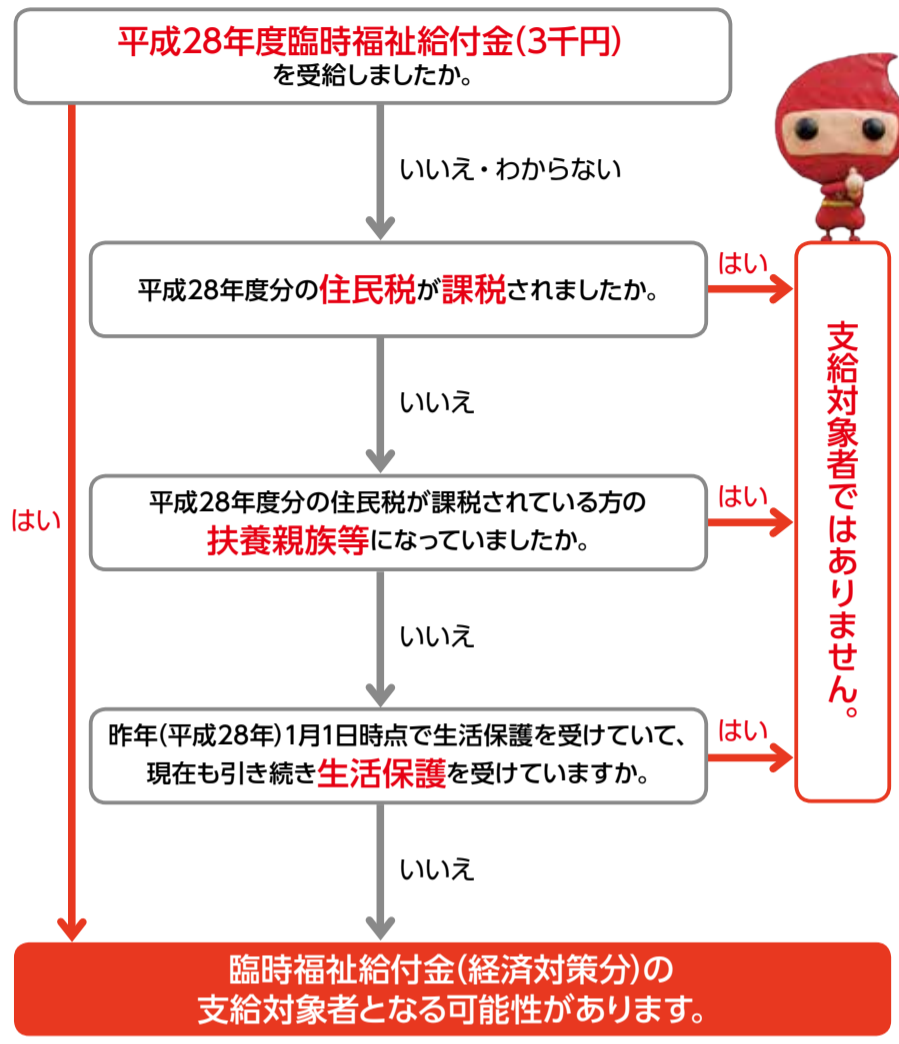 平成28年度臨時福祉給付金(3千円)
を受給しましたか。
いいえ・わからない
平成28年度分の住民税が課税されましたか。
はい
いいえ
平成28年度分の住民税が課税されている方の
扶養親族等になっていましたか。
はい
いいえ
昨年(平成28年)1月1日時点で生活保護を受けていて、
現在も引き続き生活保護を受けていますか。
はい
いいえ
支給対象者ではありません。
はい
臨時福祉給付金(経済対策分)の
支給対象者となる可能性があります。